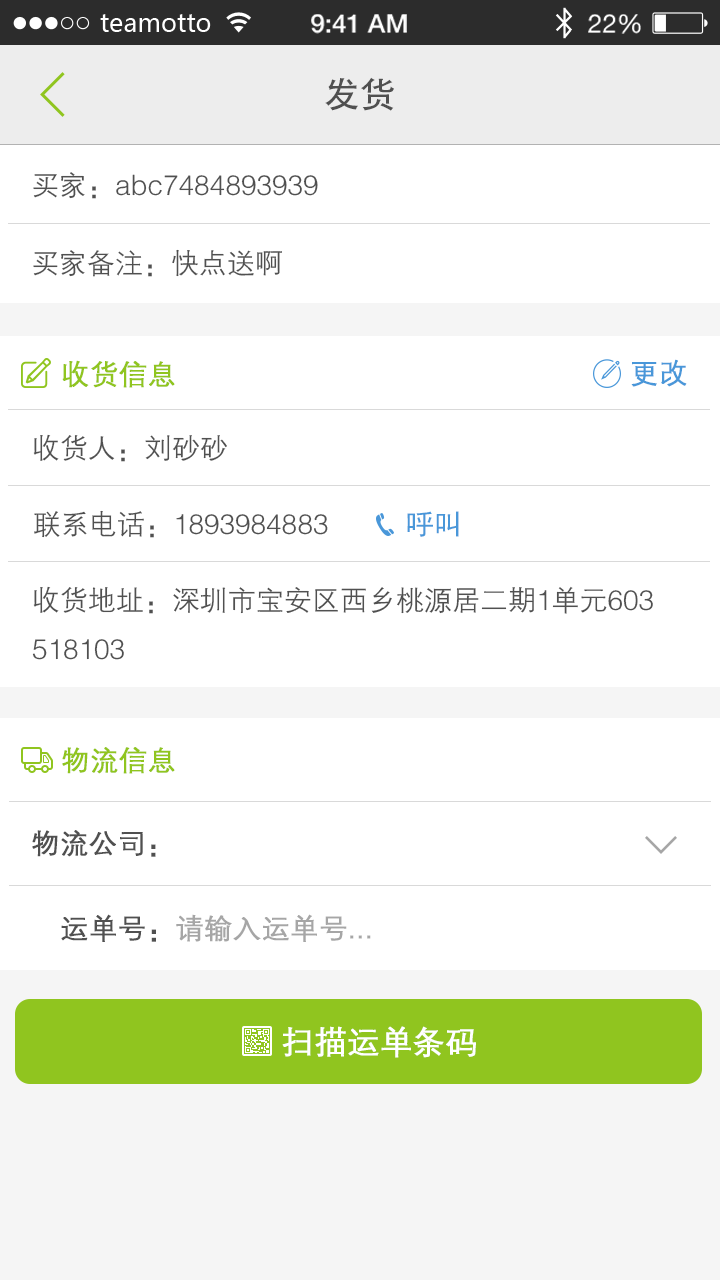 teamotto 9:41 AM 22%
发货
买家：abc7484893939
买家备注：快点送啊
收货信息 更改
收货人：刘砂砂
联系电话：1893984883 呼叫
收货地址：深圳市宝安区西乡桃源居二期1单元603
518103
物流信息
物流公司：
运单号：请输入运单号...
扫描运单条码